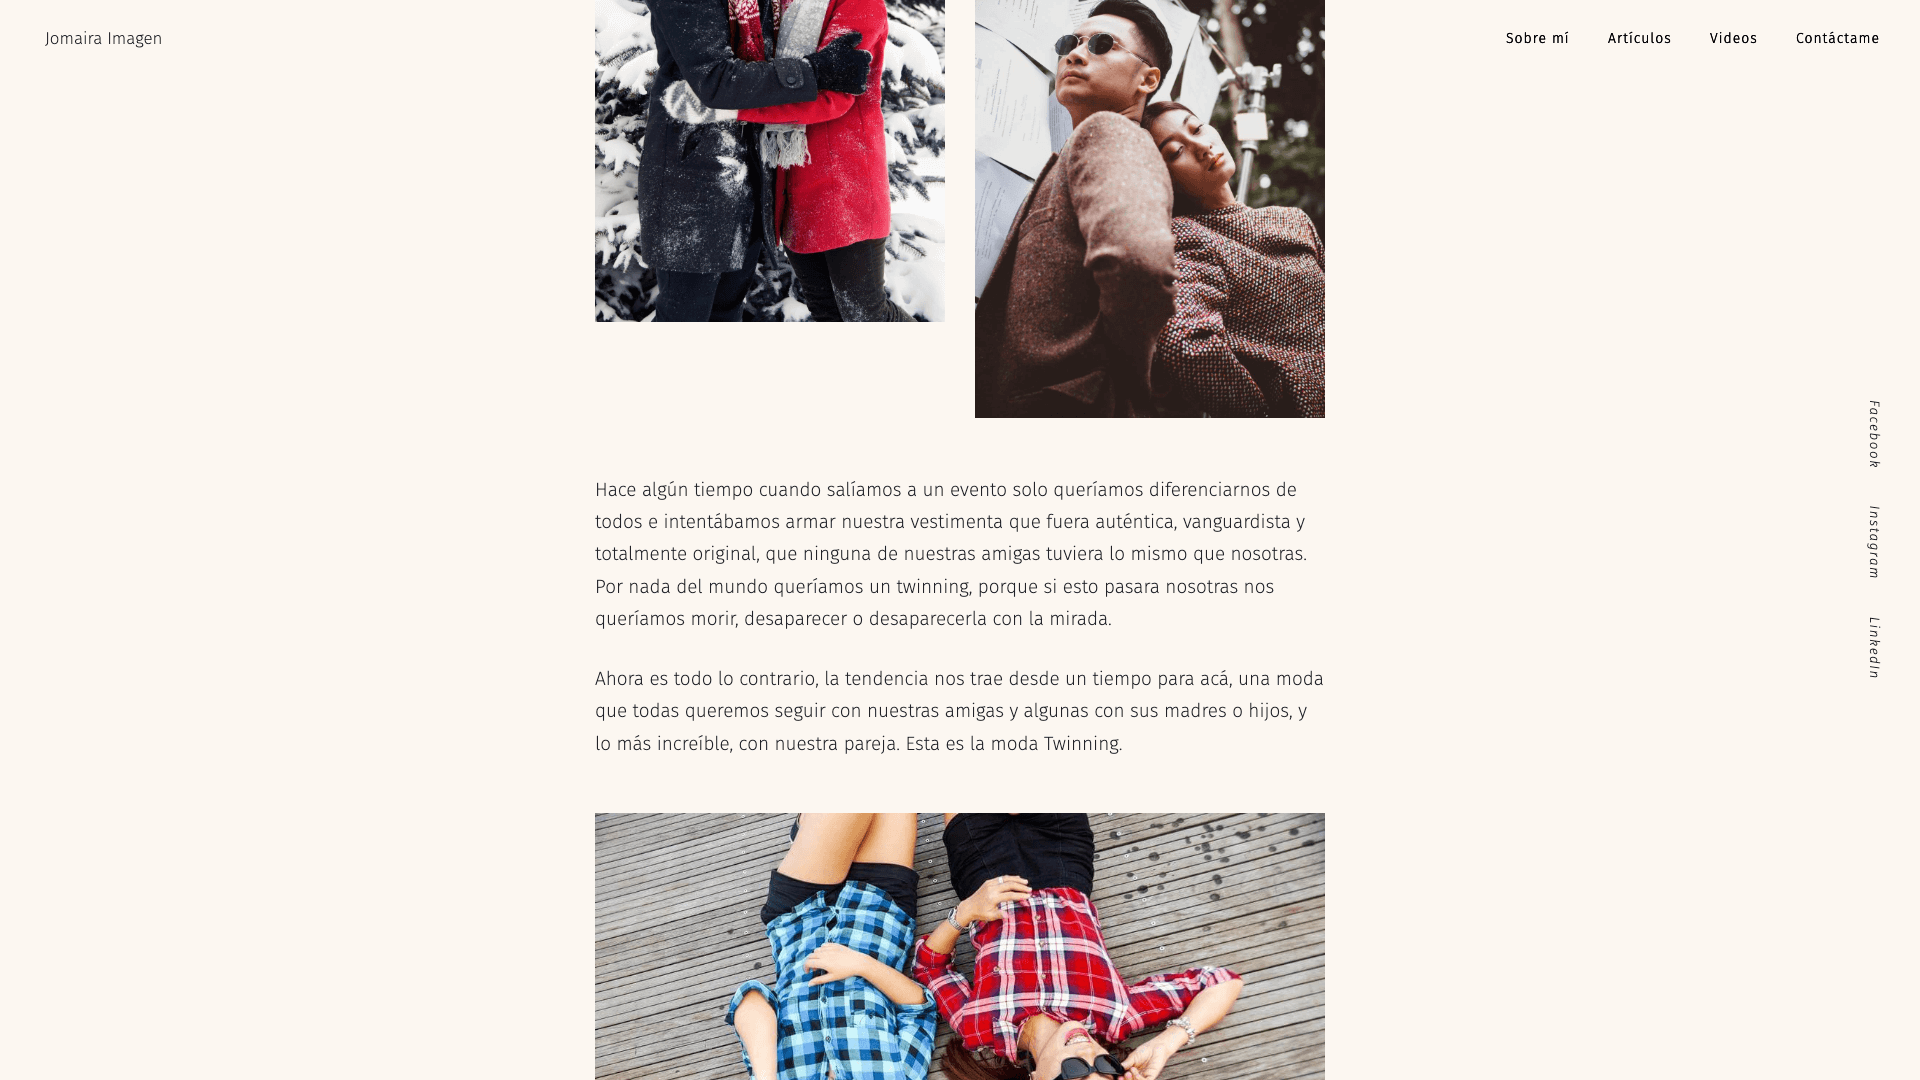 Jomaira Imagen
Sobre mí
Artículos
Videos
Contáctame
Hace algún tiempo cuando salíamos a un evento solo queríamos diferenciarnos de
todos e intentábamos armar nuestra vestimenta que fuera auténtica, vanguardista y
totalmente original, que ninguna de nuestras amigas tuviera lo mismo que nosotras.
Por nada del mundo queríamos un twinning, porque si esto pasara nosotras nos
queríamos morir, desaparecer o desaparecerla con la mirada.
Ahora es todo lo contrario, la tendencia nos trae desde un tiempo para acá, una moda
que todas queremos seguir con nuestras amigas y algunas con sus madres o hijos, y
lo más increíble, con nuestra pareja. Esta es la moda Twinning.
Facebook
Instagram
LinkedIn